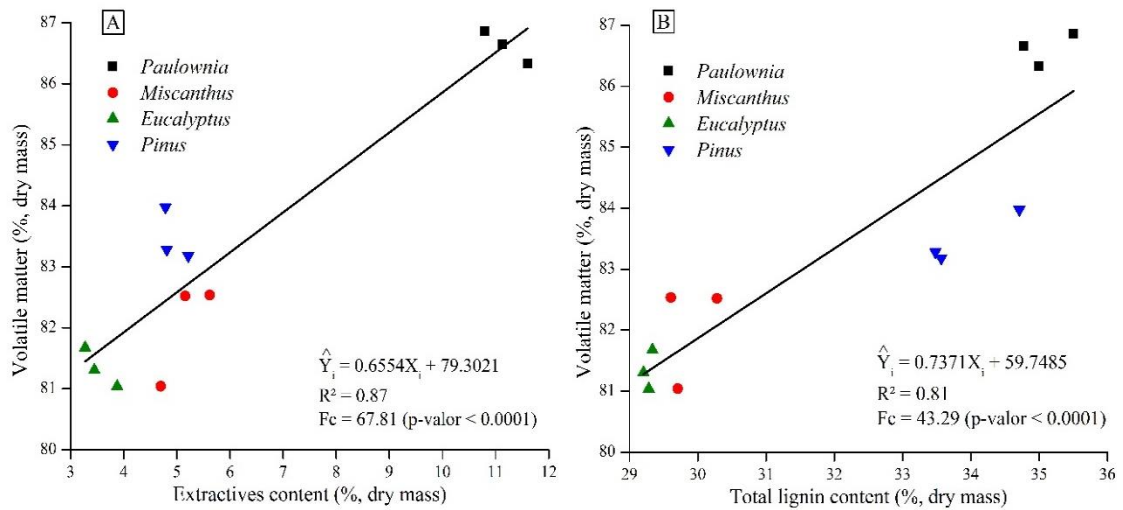 A
Paulownia
Miscanthus
Eucalyptus
Pinus
Volatile matter (%, dry mass)
87
86
85
84
83
82
81
80
Ŷi = 0.6554Xi + 79.3021
R² = 0.87
Fc = 67.81 (p-valor < 0.0001)
3 4 5 6 7 8 9 10 11 12
Extractives content (%, dry mass)
B
Paulownia
Miscanthus
Eucalyptus
Pinus
Volatile matter (%, dry mass)
87
86
85
84
83
82
81
80
Ŷi = 0.7371Xi + 59.7485
R² = 0.81
Fc = 43.29 (p-valor < 0.0001)
29 30 31 32 33 34 35 36
Total lignin content (%, dry mass)